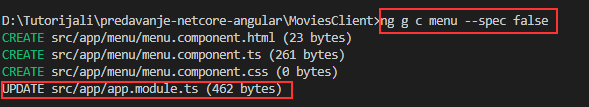 D:\Tutorijali\predavanje-netcore-angular\MoviesClient>ng g c menu --spec false
CREATE src/app/menu/menu.component.html (23 bytes)
CREATE src/app/menu/menu.component.ts (261 bytes)
CREATE src/app/menu/menu.component.css (0 bytes)
UPDATE src/app/app.module.ts (462 bytes)